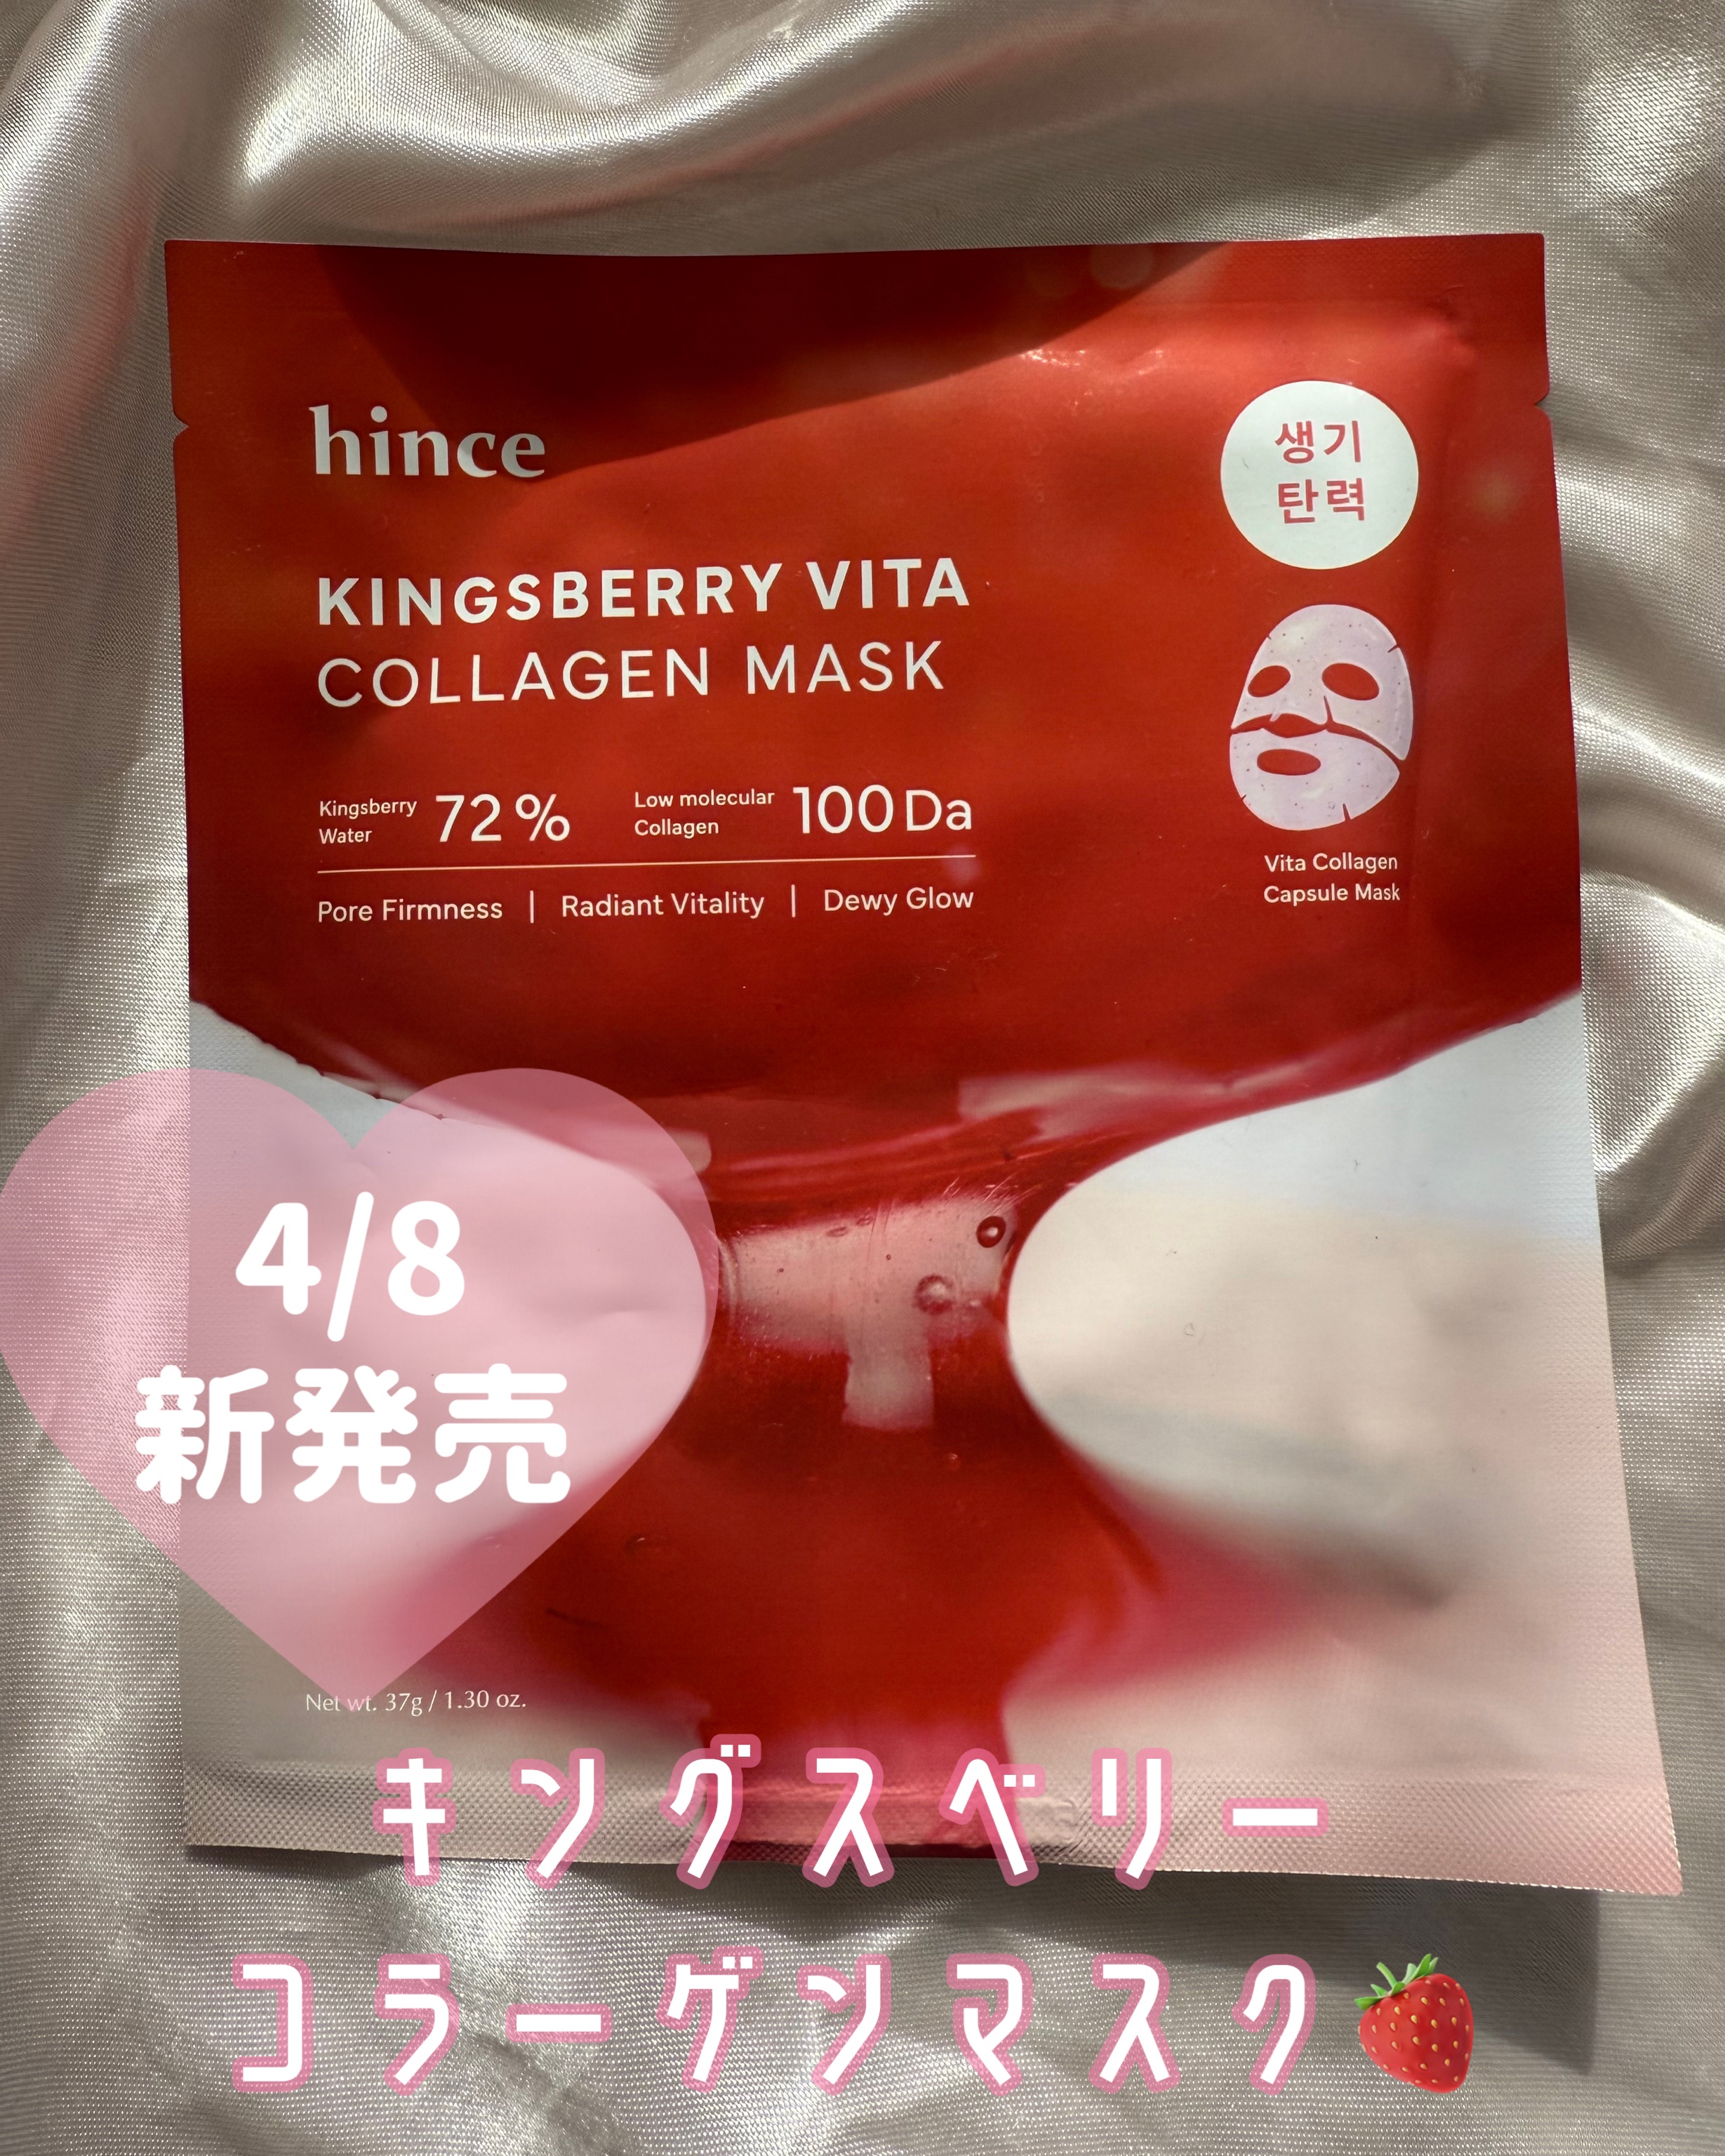 hince
생기
탄력
KINGSBERRY VITA
COLLAGEN MASK
Kingsberry
Water
72 %
Low molecular
Collagen
100 Da
Pore Firmness | Radiant Vitality | Dewy Glow
Vita Collagen
Capsule Mask
4/8
新発売
Net wt. 37g / 1.30 oz.
キングスベリー
コラーゲンマスク🍓